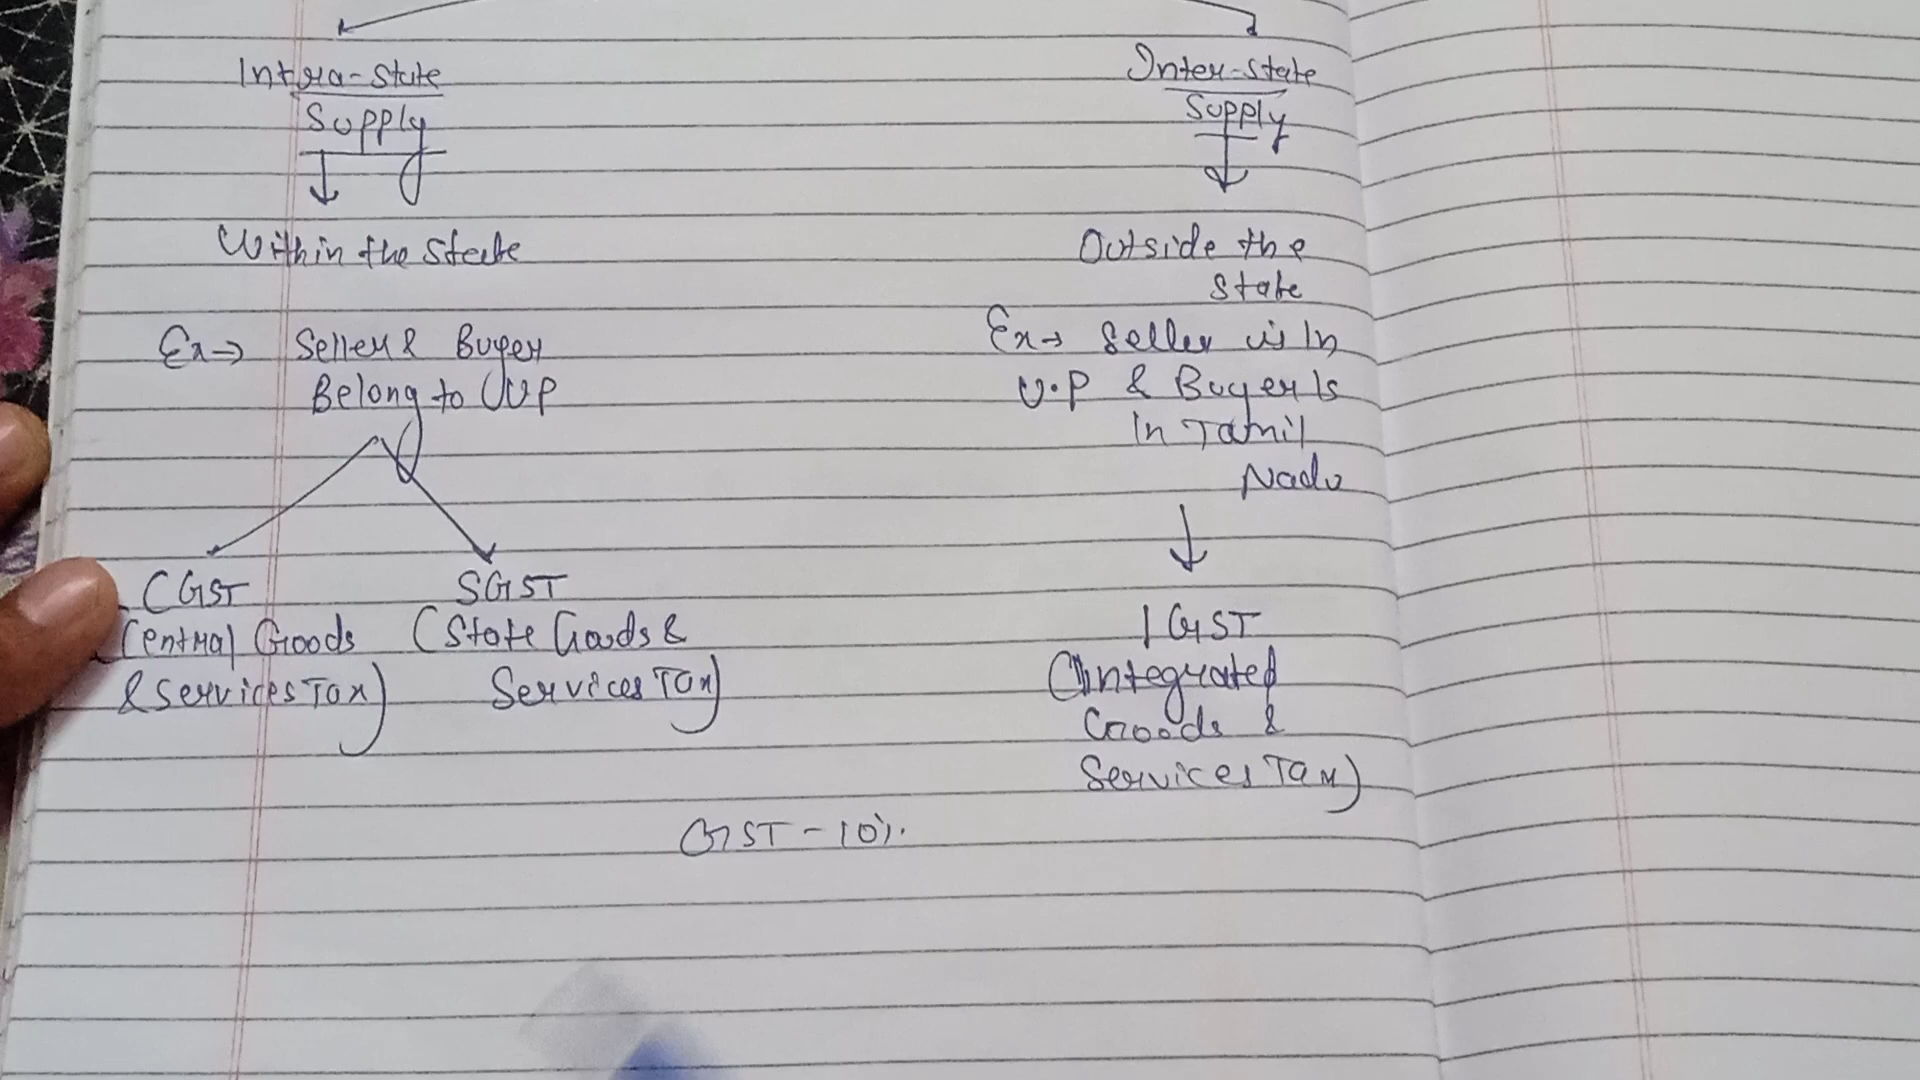 Intra-State
Supply
Within the State
Ex→ Seller & Buyer
Belong to UP
CGST
Central Goods
& Services Tax)
SGST
(State Goods &
Services Tax)
Inter-State
Supply
Outside the
State
Ex→ Seller is In
U.P & Buyer Is
In Tamil
Nadu
IGST
(Integrated
Goods &
Services Tax)
GST - 10%